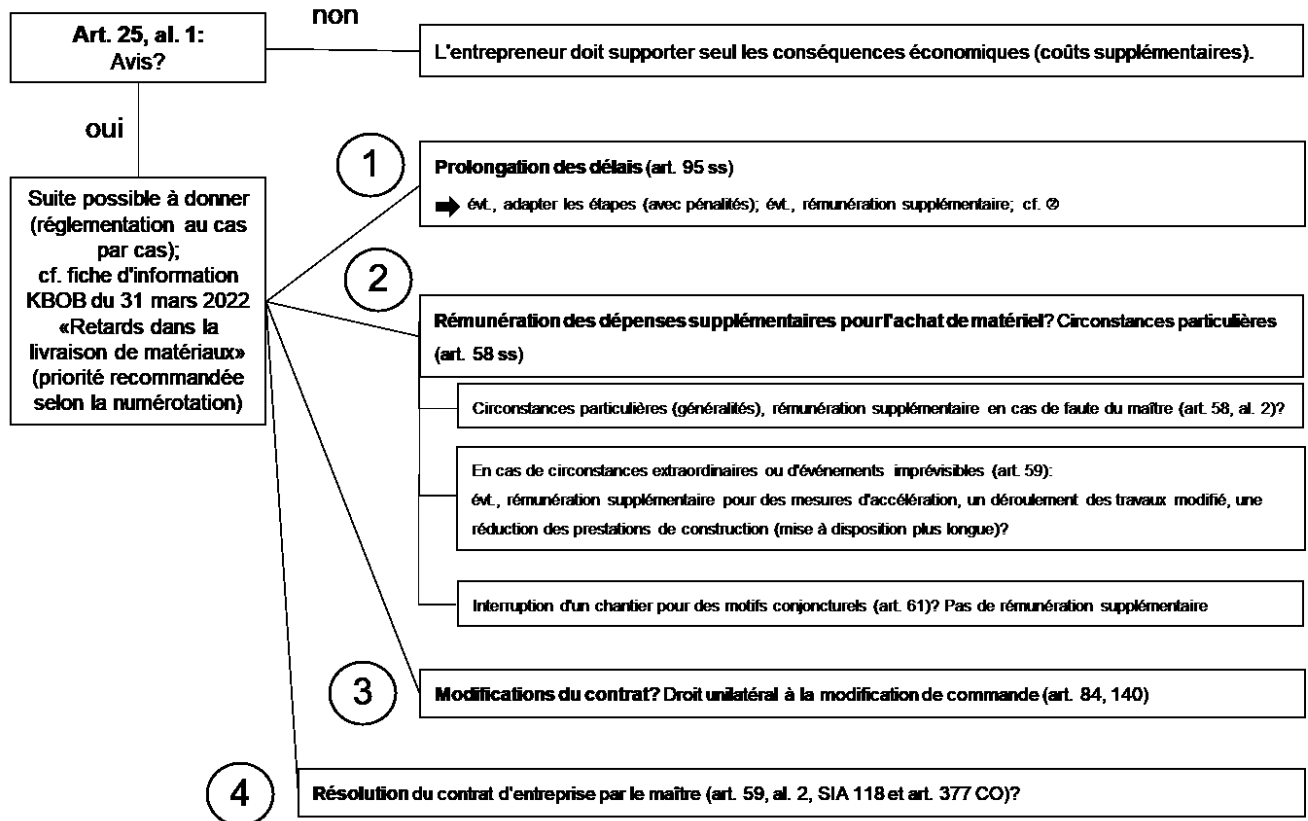 non
Art. 25, al. 1:
Avis?
L'entrepreneur doit supporter seul les conséquences économiques (coûts supplémentaires).
oui
1
Prolongation des délais (art. 95 ss)
➡ évt., adapter les étapes (avec pénalités); évt., rémunération supplémentaire; cf. ②
Suite possible à donner
(réglementation au cas
par cas);
cf. fiche d'information
KBOB du 31 mars 2022
«Retards dans la
livraison de matériaux»
(priorité recommandée
selon la numérotation)
2
Rémunération des dépenses supplémentaires pour l'achat de matériel? Circonstances particulières
(art. 58 ss)
Circonstances particulières (généralités), rémunération supplémentaire en cas de faute du maître (art. 58, al. 2)?
En cas de circonstances extraordinaires ou d'événements imprévisibles (art. 59):
évt., rémunération supplémentaire pour des mesures d'accélération, un déroulement des travaux modifié, une
réduction des prestations de construction (mise à disposition plus longue)?
Interruption d'un chantier pour des motifs conjoncturels (art. 61)? Pas de rémunération supplémentaire
3
Modifications du contrat? Droit unilatéral à la modification de commande (art. 84, 140)
4
Résolution du contrat d'entreprise par le maître (art. 59, al. 2, SIA 118 et art. 377 CO)?